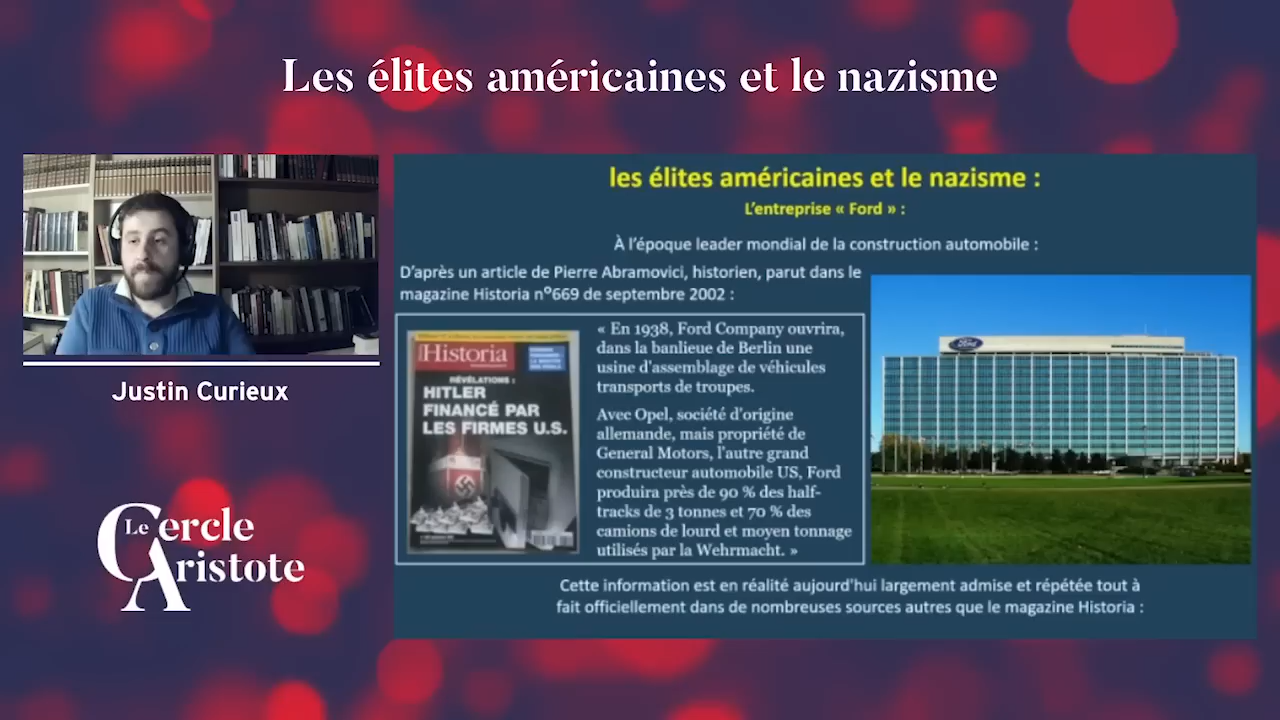 Les élites américaines et le nazisme
les élites américaines et le nazisme :
L'entreprise « Ford » :
À l'époque leader mondial de la construction automobile :
D'après un article de Pierre Abramovici, historien, parut dans le
magazine Historia n°669 de septembre 2002 :
Historia
RÉVÉLATIONS :
HITLER
FINANCÉ PAR
LES FIRMES U.S.
« En 1938, Ford Company ouvrira,
dans la banlieue de Berlin une
usine d'assemblage de véhicules
transports de troupes.
Avec Opel, société d'origine
allemande, mais propriété de
General Motors, l'autre grand
constructeur automobile US, Ford
produira près de 90 % des half-
tracks de 3 tonnes et 70 % des
camions de lourd et moyen tonnage
utilisés par la Wehrmacht. »
Ford
Cette information est en réalité aujourd'hui largement admise et répétée tout à
fait officiellement dans de nombreuses sources autres que le magazine Historia :
Justin Curieux
Le Cercle
Aristote